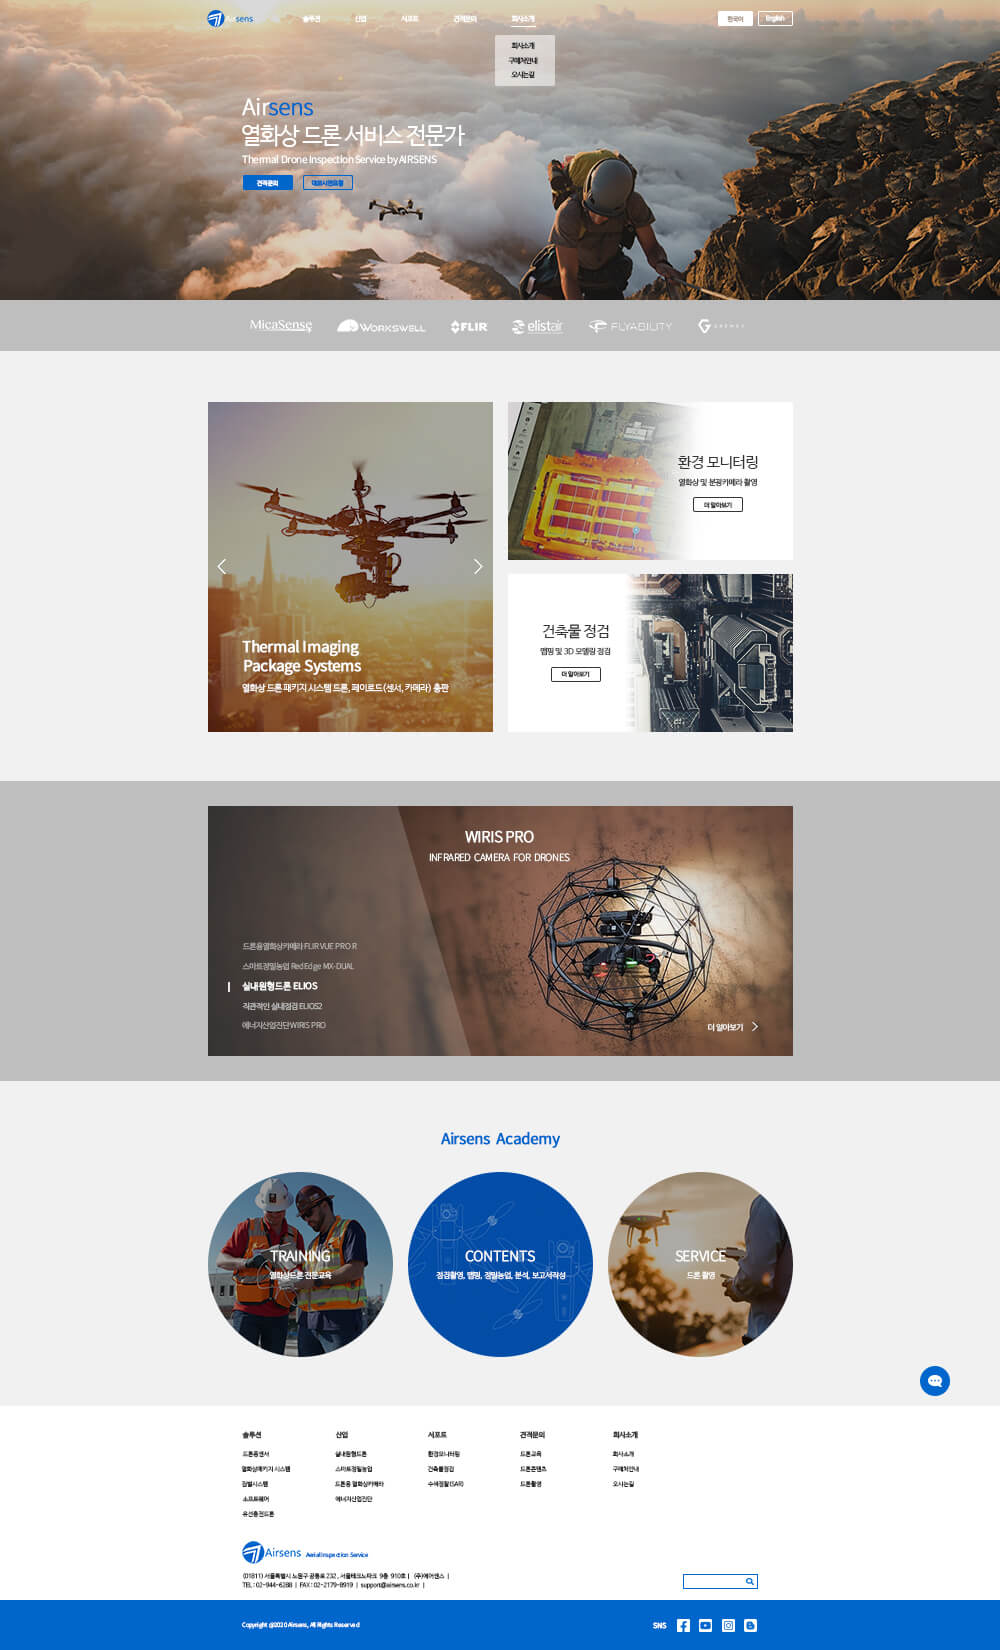 Airsens
솔루션
산업
서포트
견적문의
회사소개
한국어
English
회사소개
구매처안내
오시는길
Airsens
열화상 드론 서비스 전문가
Thermal Drone Inspection Service by AIRSENS
견적문의
데모시연요청
MicaSense
WORKSWELL
FLIR
elistair
FLYABILITY
환경 모니터링
열화상 및 분광카메라 촬영
더 알아보기
건축물 점검
맵핑 및 3D 모델링 점검
더 알아보기
Thermal Imaging
Package Systems
열화상 드론 패키지 시스템 드론, 페이로드(센서, 카메라) 총판
WIRIS PRO
INFRARED CAMERA FOR DRONES
드론용열화상카메라 FLIR VUE PRO R
스마트정밀농업 RedEdge MX-DUAL
실내원형드론 ELIOS
직관적인 실내점검 ELIOS2
에너지산업진단 WIRIS PRO
더 알아보기
Airsens Academy
TRAINING
열화상드론 전문교육
CONTENTS
점검촬영, 맵핑, 정밀농업, 분석, 보고서작성
SERVICE
드론 촬영
솔루션
드론용센서
열화상패키지 시스템
짐벌시스템
소프트웨어
유선충전드론
산업
실내원형드론
스마트정밀농업
드론용 열화상카메라
에너지산업진단
서포트
환경모니터링
건축물점검
수색정찰(SAR)
견적문의
드론교육
드론콘텐츠
드론촬영
회사소개
회사소개
구매처안내
오시는길
Airsens Aerial Inspection Service
(01811) 서울특별시 노원구 공릉로 232, 서울테크노파크 9층 910호 | (주)에어센스 |
TEL : 02-944-6288 | FAX : 02-2179-8919 | support@airsens.co.kr |
Copyright @2020 Airsens, All Rights Reserved
SNS